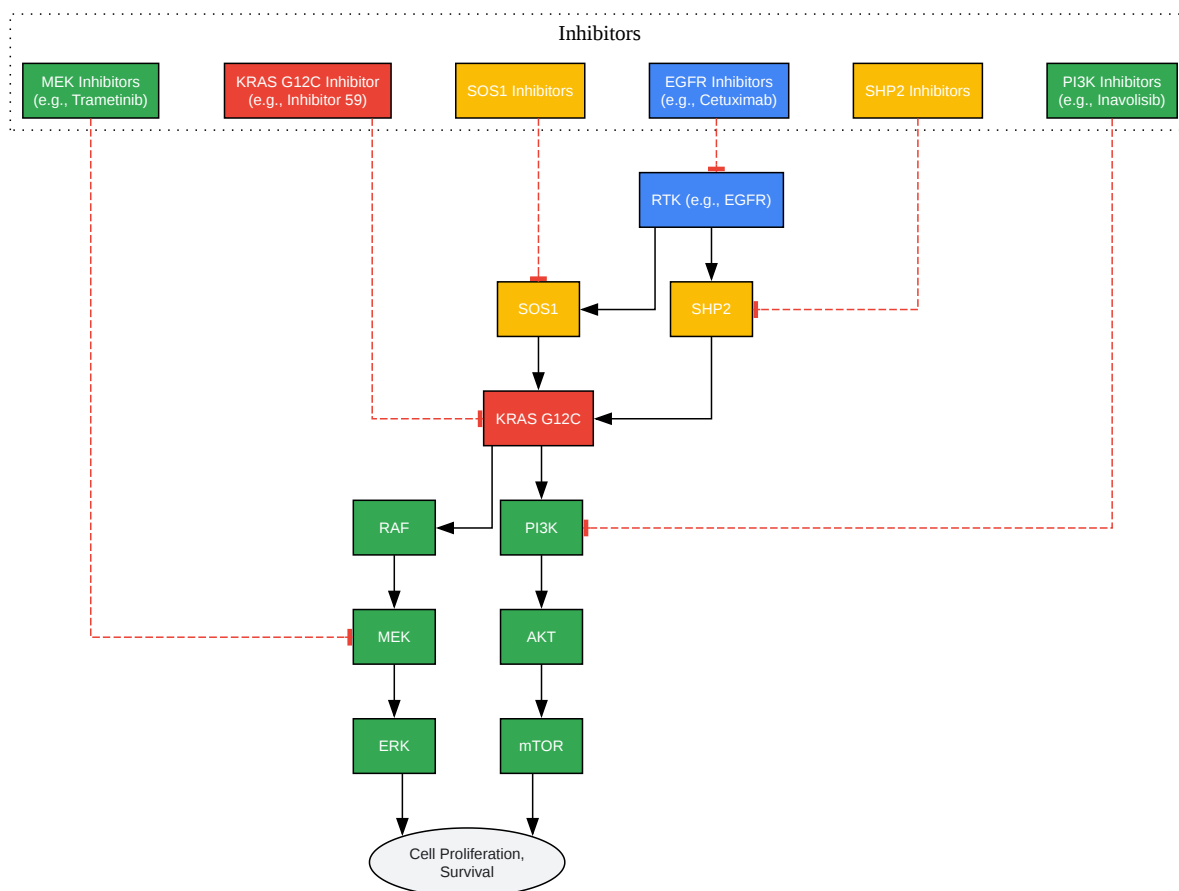 Inhibitors
MEK Inhibitors
(e.g., Trametinib)
KRAS G12C Inhibitor
(e.g., Inhibitor 59)
SOS1 Inhibitors
EGFR Inhibitors
(e.g., Cetuximab)
SHP2 Inhibitors
PI3K Inhibitors
(e.g., Inavolisib)
RTK (e.g., EGFR)
SOS1
SHP2
KRAS G12C
RAF
PI3K
MEK
AKT
ERK
mTOR
Cell Proliferation,
Survival